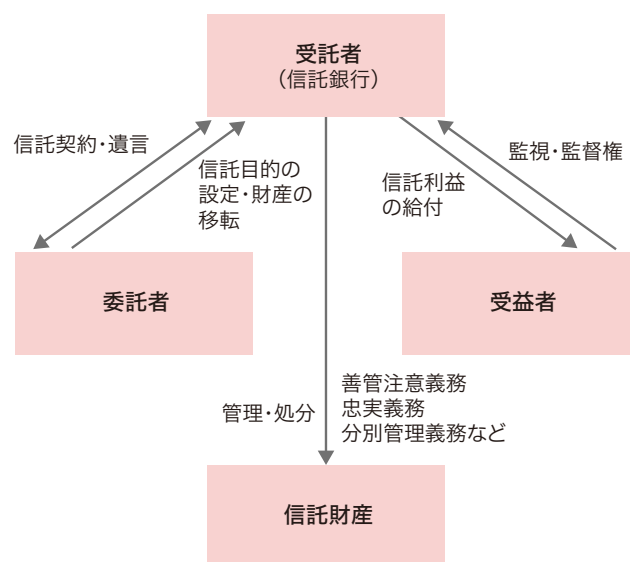 受託者
（信託銀行）
信託契約・遺言
信託目的の
設定・財産の
移転
信託利益
の給付
監視・監督権
委託者
受益者
管理・処分
善管注意義務
忠実義務
分別管理義務など
信託財産